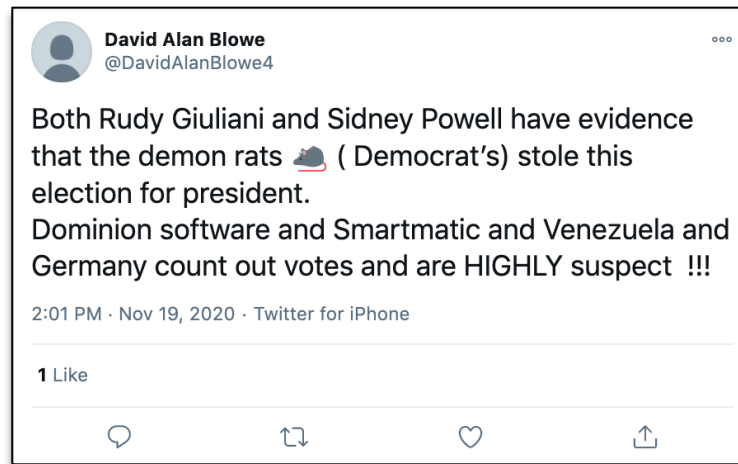 David Alan Blowe
@DavidAlanBlowe4
Both Rudy Giuliani and Sidney Powell have evidence
that the demon rats 🐀 ( Democrat's) stole this
election for president.
Dominion software and Smartmatic and Venezuela and
Germany count out votes and are HIGHLY suspect !!!
2:01 PM · Nov 19, 2020 · Twitter for iPhone
1 Like